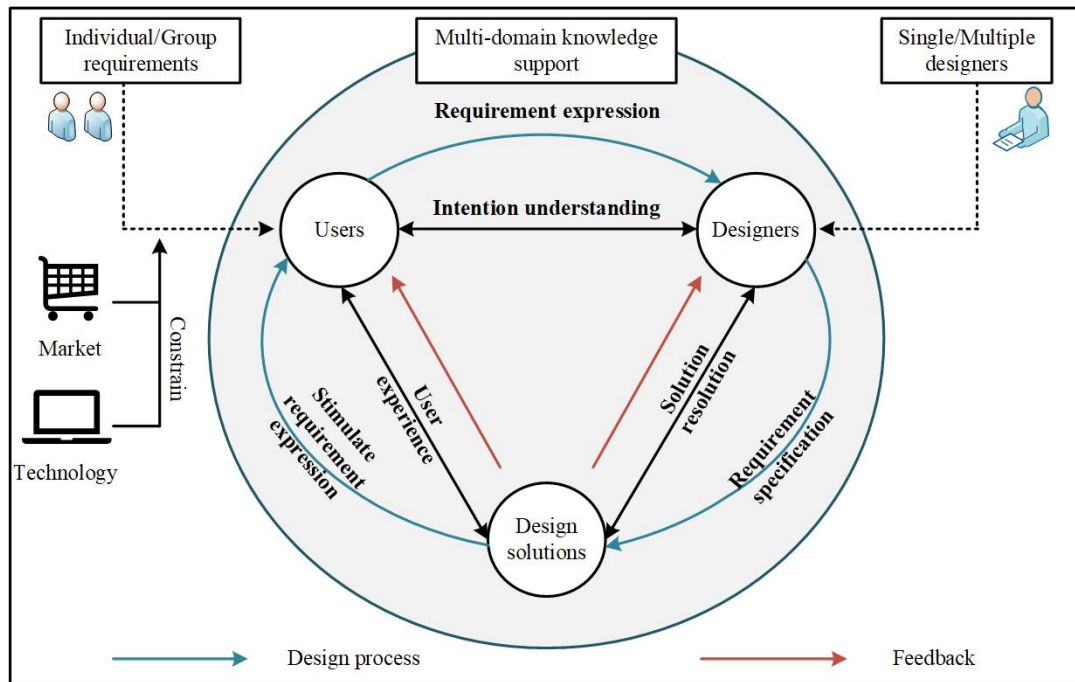 Individual/Group
requirements
Multi-domain knowledge
support
Single/Multiple
designers
Requirement expression
Users
Intention understanding
Designers
Market
Constrain
Technology
Stimulate
requirement
expression
User
experience
Solution
resolution
Requirement
specification
Design
solutions
Design process
Feedback